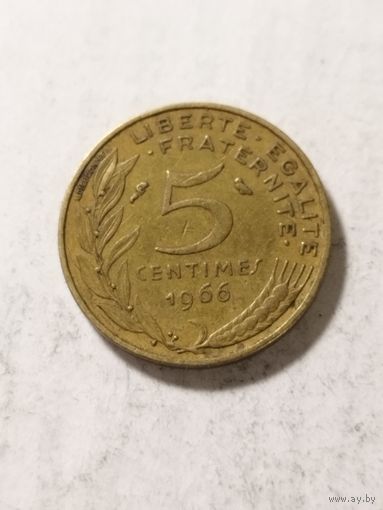 LIBERTE · EGALITE
· FRATERNITE ·
5
CENTIMES
1966
www.ay.by